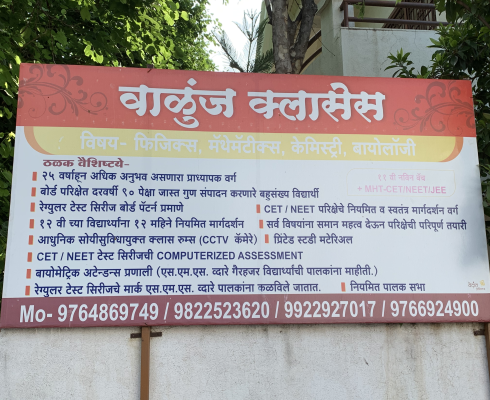 वाळुंज क्लासेस
विषय- फिजिक्स, मॅथेमॅटीक्स, केमिस्ट्री, बायोलॉजी
ठळक वैशिष्ट्ये-
२५ वर्षाहून अधिक अनुभव असणारा प्राध्यापक वर्ग
११ वी
+ MHT-CET/NEET/JEE
बोर्ड परिक्षेत दरवर्षी ९० पेक्षा जास्त गुण संपादन करणारे बहुसंख्य विद्यार्थी
रेग्युलर टेस्ट सिरीज बोर्ड पॅटर्न प्रमाणे CET / NEET परिक्षेचे नियमित व स्वतंत्र मार्गदर्शन वर्ग
१२ वी च्या विद्यार्थ्यांना १२ महिने नियमित मार्गदर्शन सर्व विषयांना समान महत्व देऊन परिक्षेची परिपूर्ण तयारी
आधुनिक सोयीसुविधायुक्त क्लास रुम्स (CCTV कॅमेरे) प्रिंटेड स्टडी मटेरिअल
CET / NEET टेस्ट सिरीजची COMPUTERIZED ASSESSMENT
बायोमेट्रिक अटेन्डन्स प्रणाली (एस.एम.एस. व्दारे गैरहजर विद्यार्थ्यांची पालकांना माहीती.)
रेग्युलर टेस्ट सिरीजचे मार्क एस.एम.एस. व्दारे पालकांना कळविले जातात. नियमित पालक सभा
Mo- 9764869749 / 9822523620 / 9922927017 / 9766924900